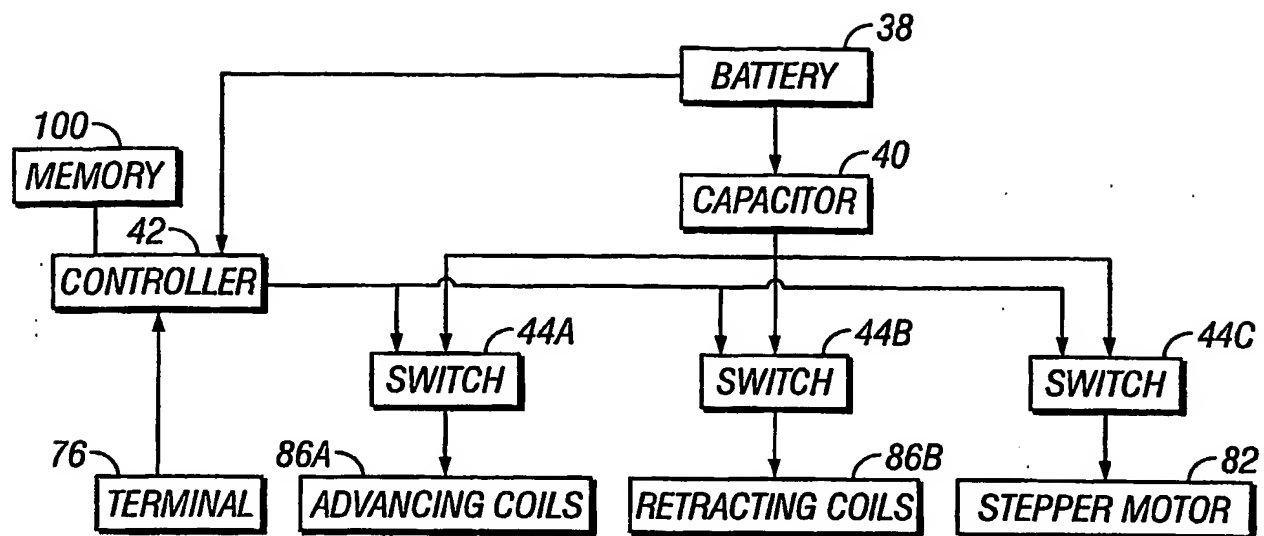 38
BATTERY
100
MEMORY
40
CAPACITOR
42
CONTROLLER
44A
SWITCH
44B
SWITCH
44C
SWITCH
76
TERMINAL
86A
ADVANCING COILS
86B
RETRACTING COILS
82
STEPPER MOTOR